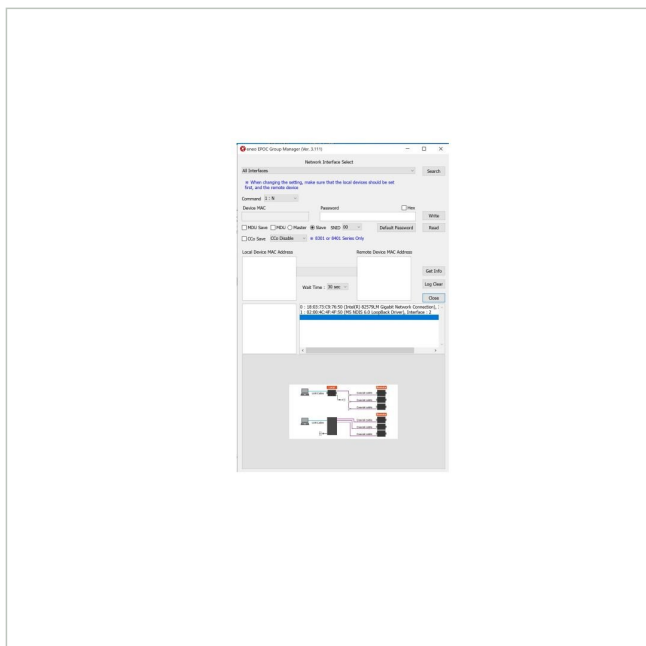 enesi EPOC Group Manager (Ver. 3.111)
Network Interface Select
All Interfaces
Search
※ When changing the setting, make sure that the local devices should be set
first, and the remote device
Command 1 : N
Device MAC
Password
Hex
Write
MDU Save
MDU
Master
Slave
SNID 00
Default Password
Read
CCo Save
CCo Disable
※ 8301 or 8401 Series Only
Local Device MAC Address
Remote Device MAC Address
Get Info
Wait Time : 30 sec
Log Clear
Close
0 : 18:03:73:C9:76:50 (Intel(R) 82579LM Gigabit Network Connection),
1 : 02:00:4C:4F:4F:50 (MS NDIS 6.0 LoopBack Driver), Interface : 2